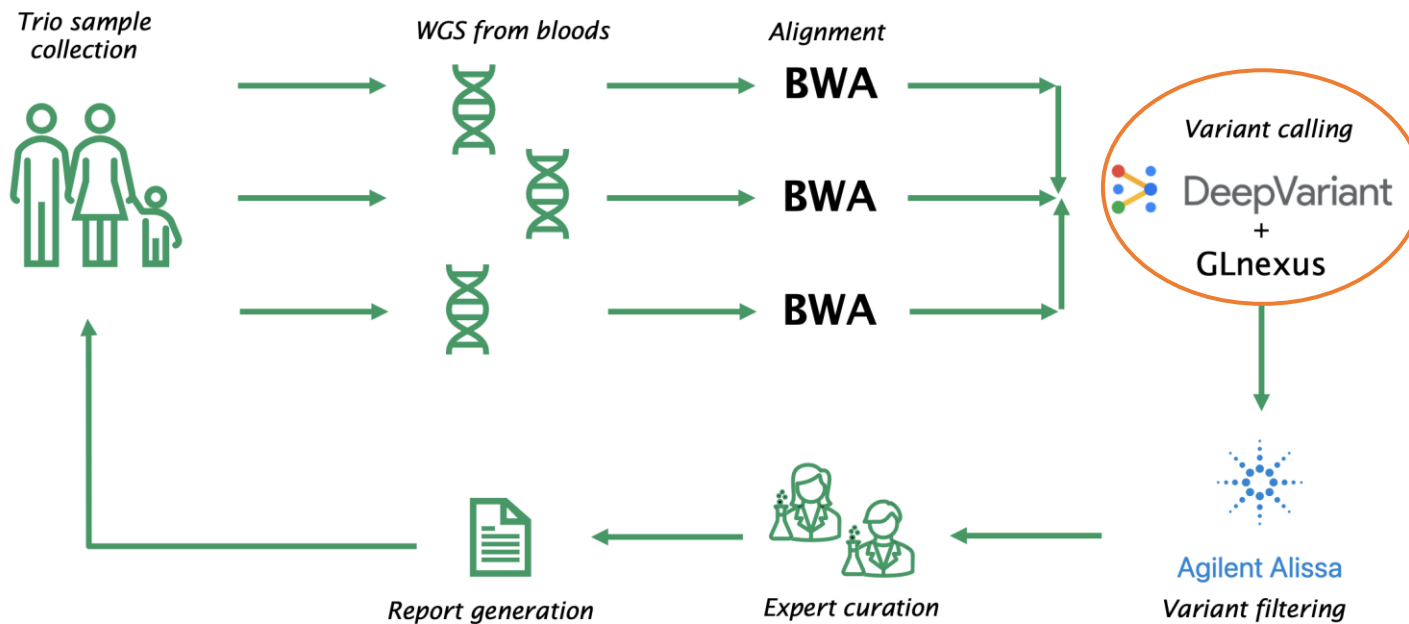 Trio sample
collection
WGS from bloods
Alignment
BWA
BWA
BWA
Variant calling
DeepVariant
+
GLnexus
Agilent Alissa
Variant filtering
Expert curation
Report generation